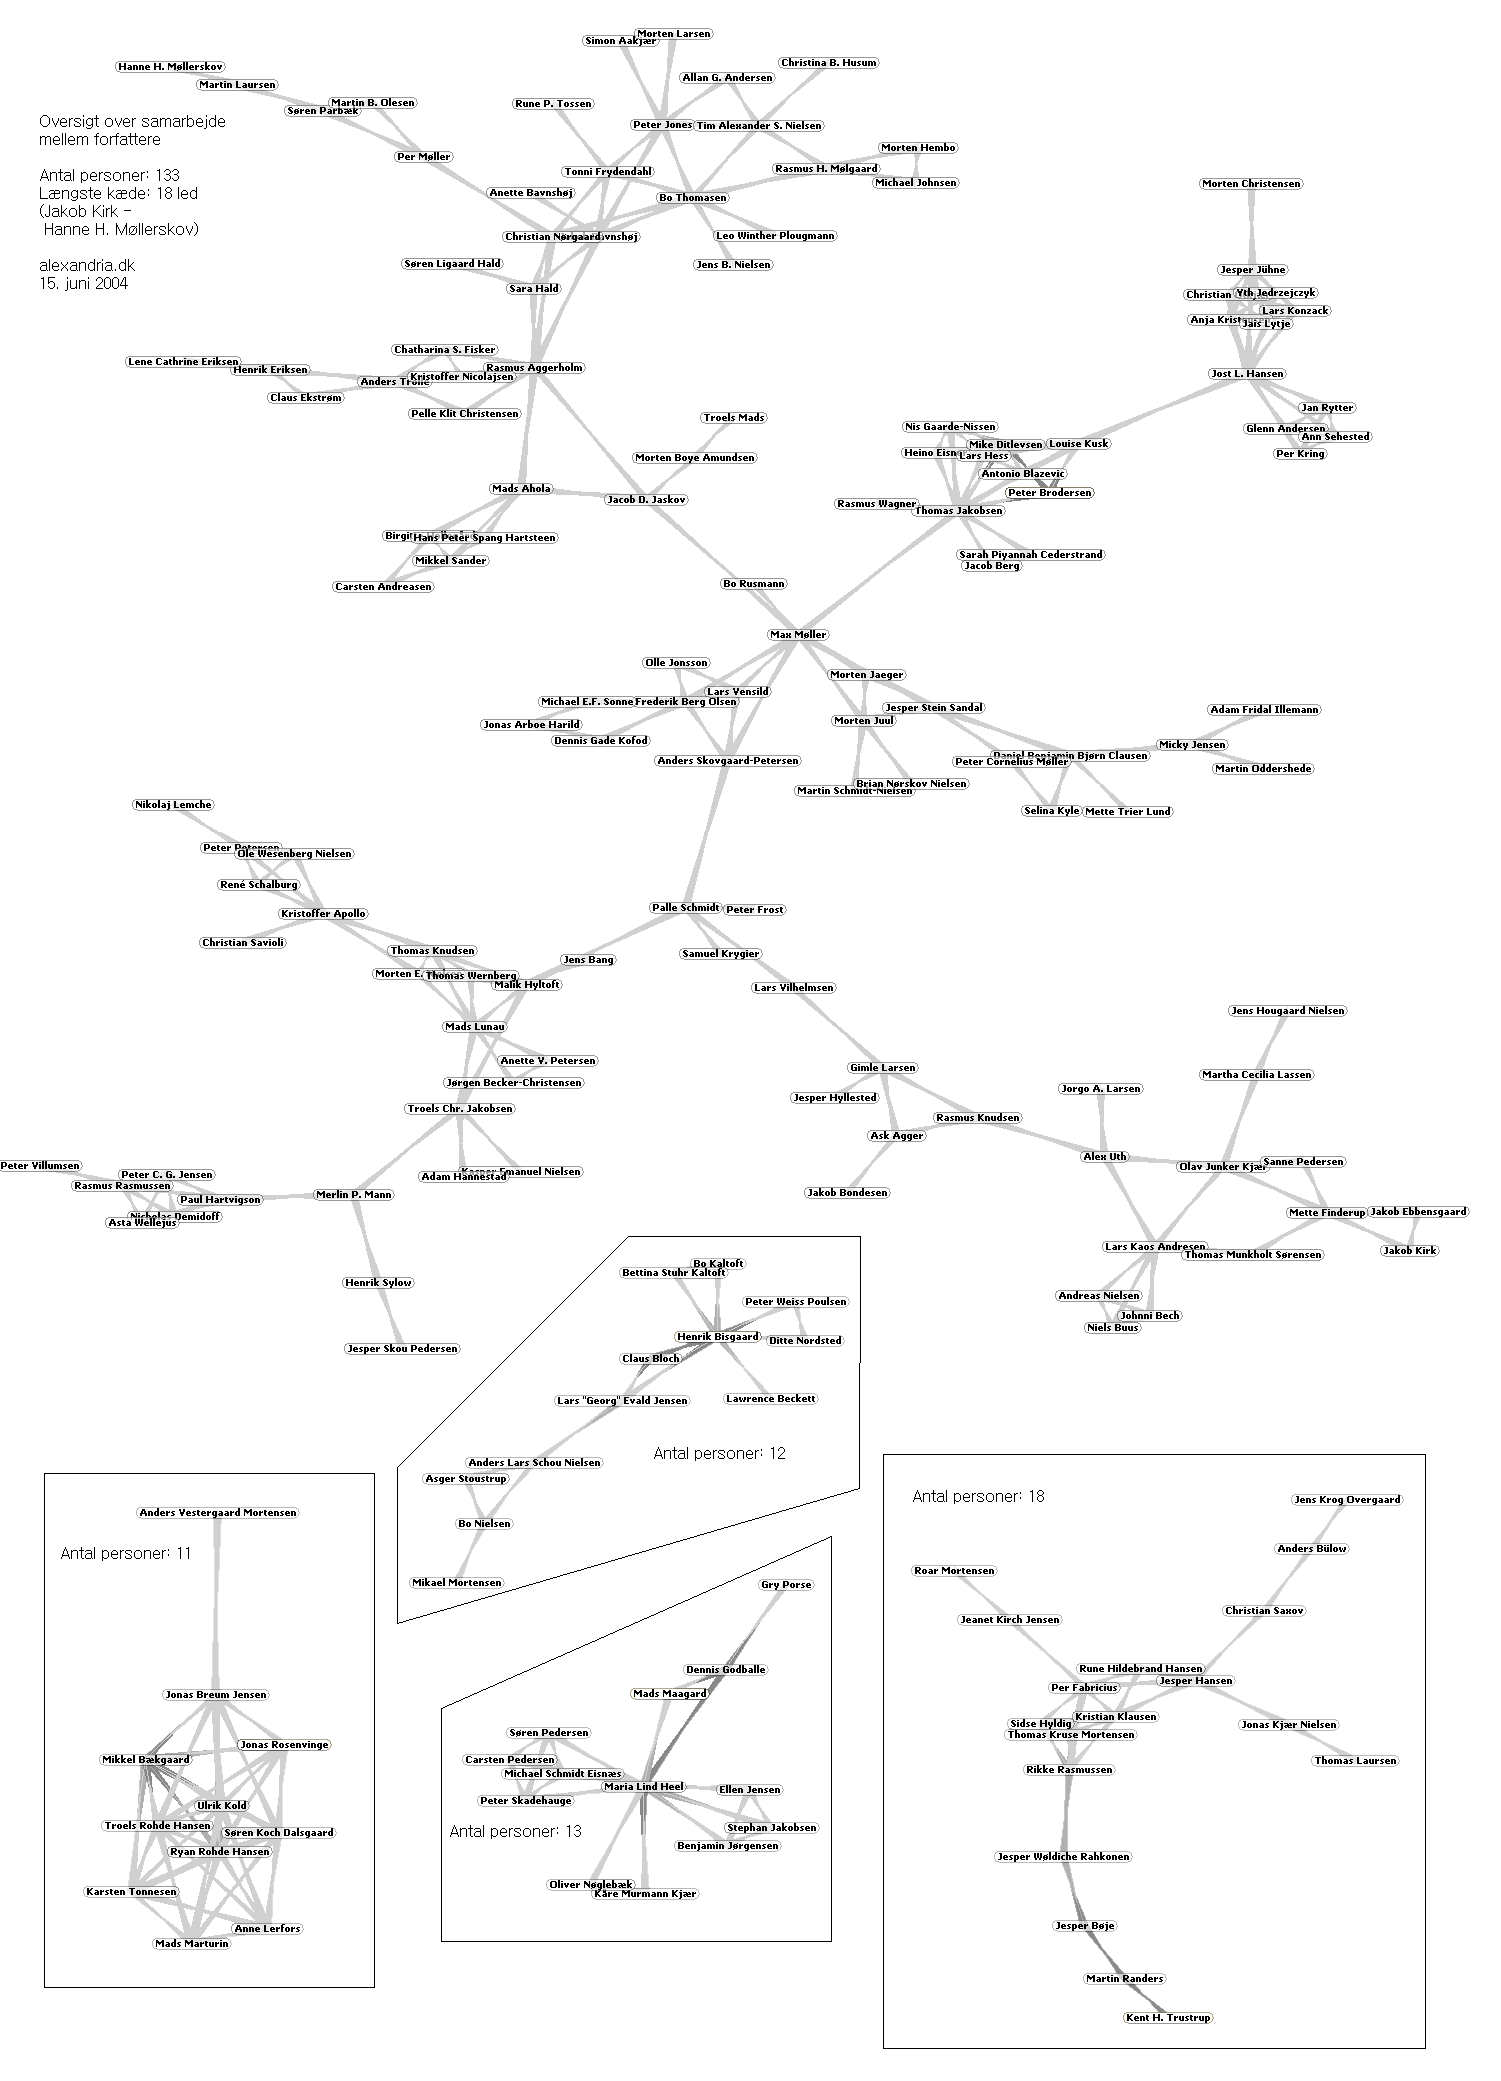 Morten Larsen
Simon Aakjær
Christina B. Husum
Hanne H. Møllerskov
Allan G. Andersen
Martin Laursen
Martin B. Olesen
Rune P. Tossen
Søren Parbæk
Oversigt over samarbejde
mellem forfattere
Antal personer: 133
Længste kæde: 18 led
(Jakob Kirk -
Hanne H. Møllerskov)
alexandria.dk
15. juni 2004
Peter Jones
Tim Alexander S. Nielsen
Morten Hembo
Per Møller
Rasmus H. Mølgaard
Tonni Frydendahl
Michael Johnsen
Morten Christensen
Anette Bavnshøj
Bo Thomasen
Leo Winther Plougmann
Christian Nørgaard
Søren Ligaard Hald
Jens B. Nielsen
Jesper Jühne
Sara Hald
Yth Jedrzejczyk
Christian
Lars Konzack
Anja
Jais Lytje
Chatharina S. Fisker
Lene Cathrine Eriksen
Henrik Eriksen
Rasmus Aggerholm
Jost L. Hansen
Kristoffer Nicolajsen
Anders
Claus Ekstrøm
Jan Rytter
Pelle Klit Christensen
Troels Mads
Nis Gaarde-Nissen
Glenn Andersen
Ann Sehested
Mike Ditlevsen
Louise Kusk
Heino
Lars Hess
Per Kring
Morten Boye Amundsen
Antonio Blazevic
Mads Ahola
Peter Brodersen
Jacob D. Jaskov
Rasmus Wagner
Thomas Jakobsen
Hans Peter Spang Hartsteen
Sarah Piyannah Cederstrand
Mikkel Sander
Jacob Berg
Carsten Andreasen
Bo Rusmann
Max Møller
Olle Jonsson
Morten Jaeger
Lars Vensild
Michael E.F. Sonne
Frederik Berg Olsen
Jesper Stein Sandal
Adam Fridal Illemann
Jonas Arboe Harild
Morten Juul
Dennis Gade Kofod
Micky Jensen
Daniel Benjamin Bjørn Clausen
Anders Skovgaard-Petersen
Peter Cornelius Møller
Martin Oddershede
Brian Nørskov Nielsen
Martin Schmidt-Nielsen
Nikolaj Lemche
Selina Kyle
Mette Trier Lund
Peter Petersen
Ole Wesenberg Nielsen
René Schalburg
Palle Schmidt
Peter Frost
Kristoffer Apollo
Christian Savioli
Thomas Knudsen
Samuel Krygier
Jens Bang
Morten E.
Thomas Wernberg
Malik Hyltoft
Lars Vilhelmsen
Jens Hougaard Nielsen
Mads Lunau
Anette V. Petersen
Gimle Larsen
Martha Cecilia Lassen
Jørgen Becker-Christensen
Jorgo A. Larsen
Jesper Hyllested
Troels Chr. Jakobsen
Rasmus Knudsen
Ask Agger
Alex Uth
Peter Villumsen
Olav Junker Kjær
Sanne Pedersen
Peter C. G. Jensen
Kasper Emanuel Nielsen
Adam Hannestad
Rasmus Rasmussen
Jakob Bondesen
Merlin P. Mann
Paul Hartvigson
Mette Finderup
Jakob Ebbensgaard
Nicholas Demidoff
Asta Wellejus
Lars Kaos Andresen
Jakob Kirk
Thomas Munkholt Sørensen
Henrik Sylow
Andreas Nielsen
Johnni Bech
Niels Buus
Jesper Skou Pedersen
Bo Kaltoft
Bettina Stuhr Kaltoft
Peter Weiss Poulsen
Henrik Bisgaard
Ditte Nordsted
Claus Bloch
Lars "Georg" Evald Jensen
Lawrence Beckett
Antal personer: 12
Anders Lars Schou Nielsen
Asger Stoustrup
Bo Nielsen
Mikael Mortensen
Anders Vestergaard Mortensen
Antal personer: 11
Jonas Breum Jensen
Jonas Rosenvinge
Mikkel Bækgaard
Ulrik Kold
Troels Rohde Hansen
Søren Koch Dalsgaard
Ryan Rohde Hansen
Karsten Tonnesen
Anne Lerfors
Mads Marturin
Gry Porse
Dennis Godballe
Mads Maagard
Søren Pedersen
Carsten Pedersen
Michael Schmidt Eisnæs
Maria Lind Heel
Ellen Jensen
Peter Skadehauge
Stephan Jakobsen
Antal personer: 13
Benjamin Jørgensen
Oliver Nøglebæk
Kåre Murmann Kjær
Antal personer: 18
Jens Krog Overgaard
Anders Bülow
Roar Mortensen
Christian Saxov
Jeanet Kirch Jensen
Rune Hildebrand Hansen
Jesper Hansen
Per Fabricius
Kristian Klausen
Sidse Hyldig
Jonas Kjær Nielsen
Thomas Kruse Mortensen
Thomas Laursen
Rikke Rasmussen
Jesper Wøldiche Rahkonen
Jesper Bøje
Martin Randers
Kent H. Trustrup